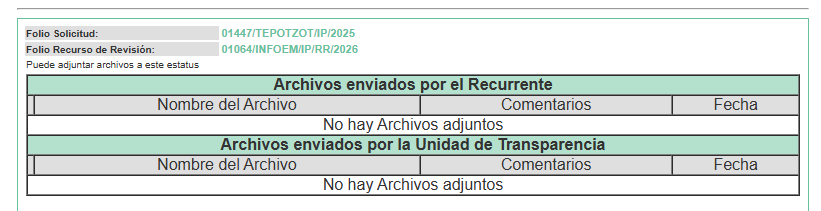 Folio Solicitud: 01447/TEPOTZOT/IP/2025
Folio Recurso de Revisión: 01064/INFOEM/IP/RR/2026
Puede adjuntar archivos a este estatus
Archivos enviados por el Recurrente
Nombre del Archivo Comentarios Fecha
No hay Archivos adjuntos
Archivos enviados por la Unidad de Transparencia
Nombre del Archivo Comentarios Fecha
No hay Archivos adjuntos